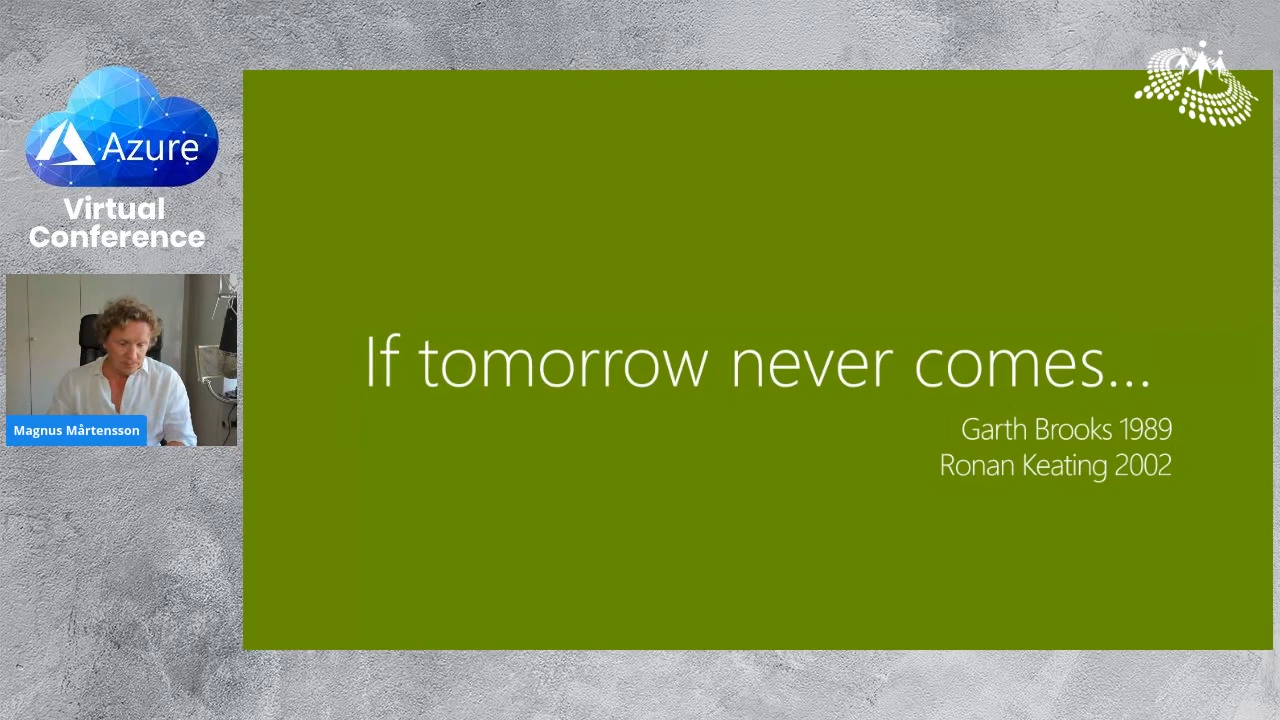 Azure
Virtual
Conference
Magnus Mårtensson
If tomorrow never comes...
Garth Brooks 1989
Ronan Keating 2002